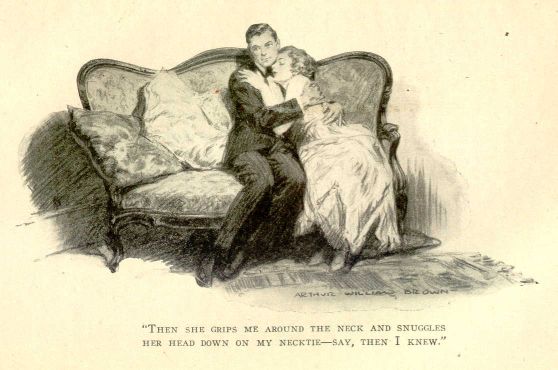 ARTHUR WILLIAM BROWN
"THEN SHE GRIPS ME AROUND THE NECK AND SNUGGLES
HER HEAD DOWN ON MY NECKTIE—SAY, THEN I KNEW."